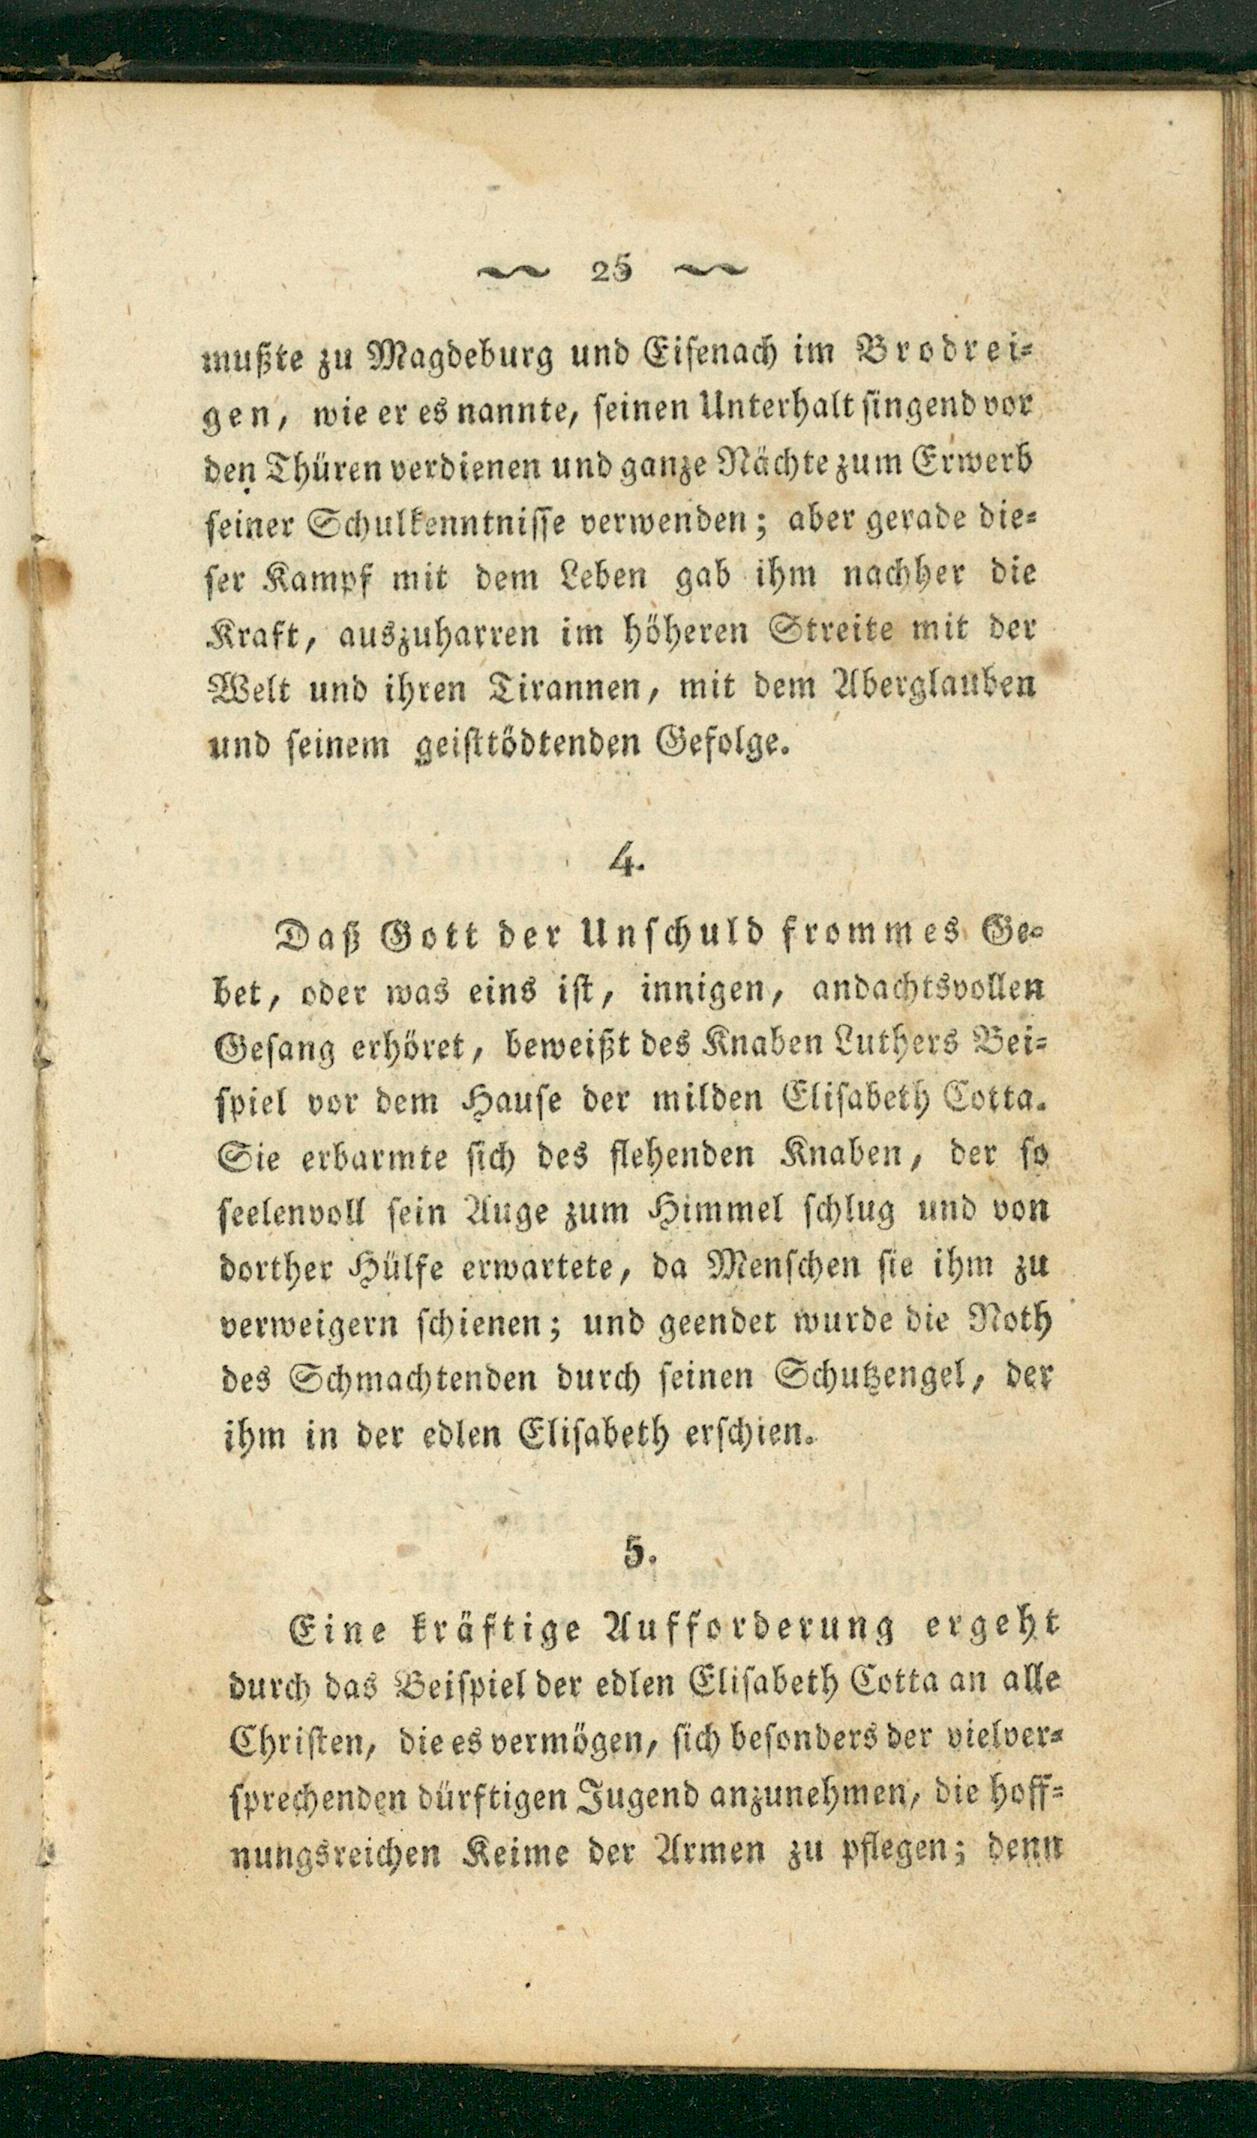 25
mußte zu Magdeburg und Eisenach im Brodrei-
gen, wie er es nannte, seinen Unterhalt singend vor
den Thüren verdienen und ganze Nächte zum Erwerb
seiner Schulkenntnisse verwenden; aber gerade die-
ser Kampf mit dem Leben gab ihm nachher die
Kraft, auszuharren im höheren Streite mit der
Welt und ihren Tirannen, mit dem Aberglauben
und seinem geisttödtenden Gefolge.
4.
Daß Gott der Unschuld frommes Ge-
bet, oder was eins ist, innigen, andachtsvollen
Gesang erhöret, beweißt des Knaben Luthers Bei-
spiel vor dem Hause der milden Elisabeth Cotta.
Sie erbarmte sich des flehenden Knaben, der so
seelenvoll sein Auge zum Himmel schlug und von
dorther Hülfe erwartete, da Menschen sie ihm zu
verweigern schienen; und geendet wurde die Noth
des Schmachtenden durch seinen Schutzengel, der
ihm in der edlen Elisabeth erschien.
5.
Eine kräftige Aufforderung ergeht
durch das Beispiel der edlen Elisabeth Cotta an alle
Christen, die es vermögen, sich besonders der vielver-
sprechenden dürftigen Jugend anzunehmen, die hoff-
nungsreichen Keime der Armen zu pflegen; denn